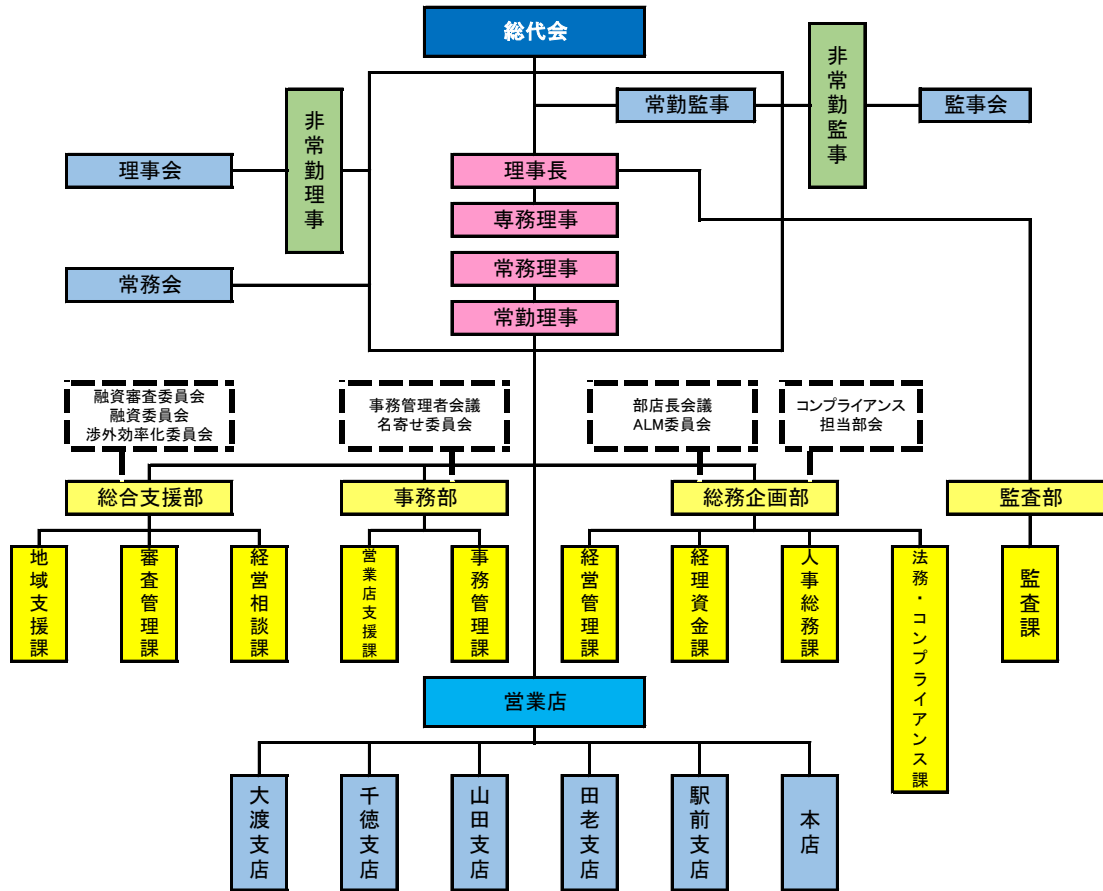 総代会
常勤監事
非常勤監事
監事会
理事会
非常勤理事
理事長
専務理事
常務会
常務理事
常勤理事
融資審査委員会
融資委員会
渉外効率化委員会
事務管理者会議
名寄せ委員会
部店長会議
ALM委員会
コンプライアンス
担当部会
総合支援部
事務部
総務企画部
監査部
地域支援課
審査管理課
経営相談課
営業店支援課
事務管理課
経営管理課
経理資金課
人事総務課
法務・コンプライアンス課
監査課
営業店
大渡支店
千徳支店
山田支店
田老支店
駅前支店
本店